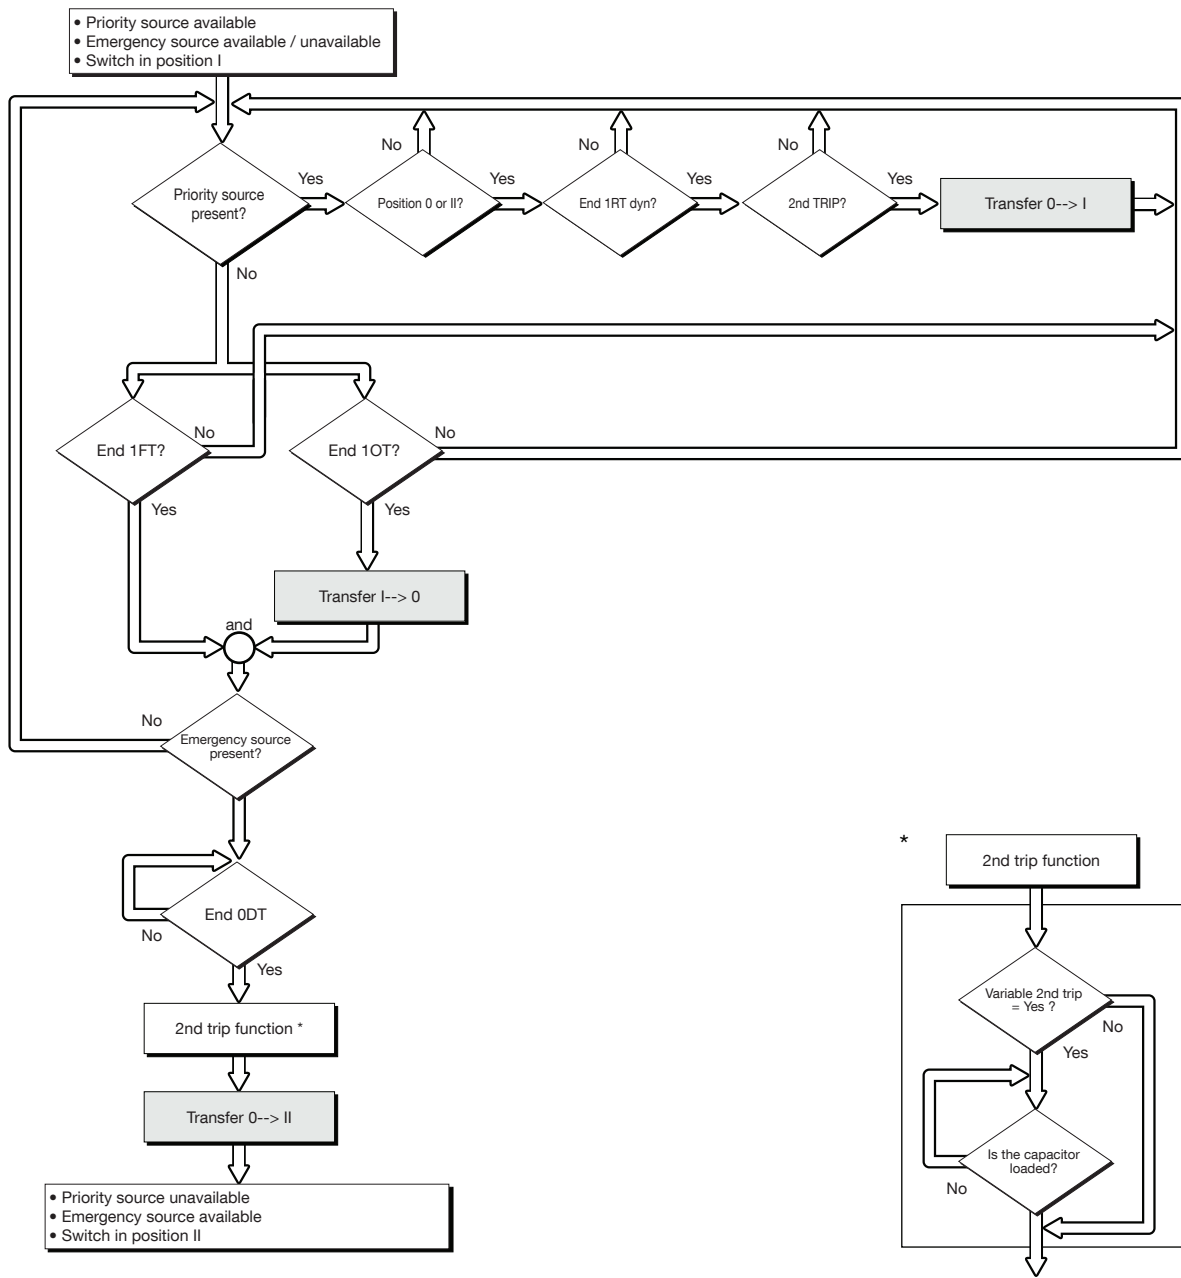 • Priority source available
• Emergency source available / unavailable
• Switch in position I
Priority source
present?
Yes
No
Position 0 or II?
No
Yes
End 1RT dyn?
No
Yes
2nd TRIP?
No
Yes
Transfer 0--> I
End 1FT?
No
Yes
End 1OT?
No
Yes
Transfer I--> 0
and
Emergency source
present?
No
End 0DT
No
Yes
2nd trip function *
Transfer 0--> II
• Priority source unavailable
• Emergency source available
• Switch in position II
*
2nd trip function
Variable 2nd trip
= Yes ?
No
Yes
Is the capacitor
loaded?
No